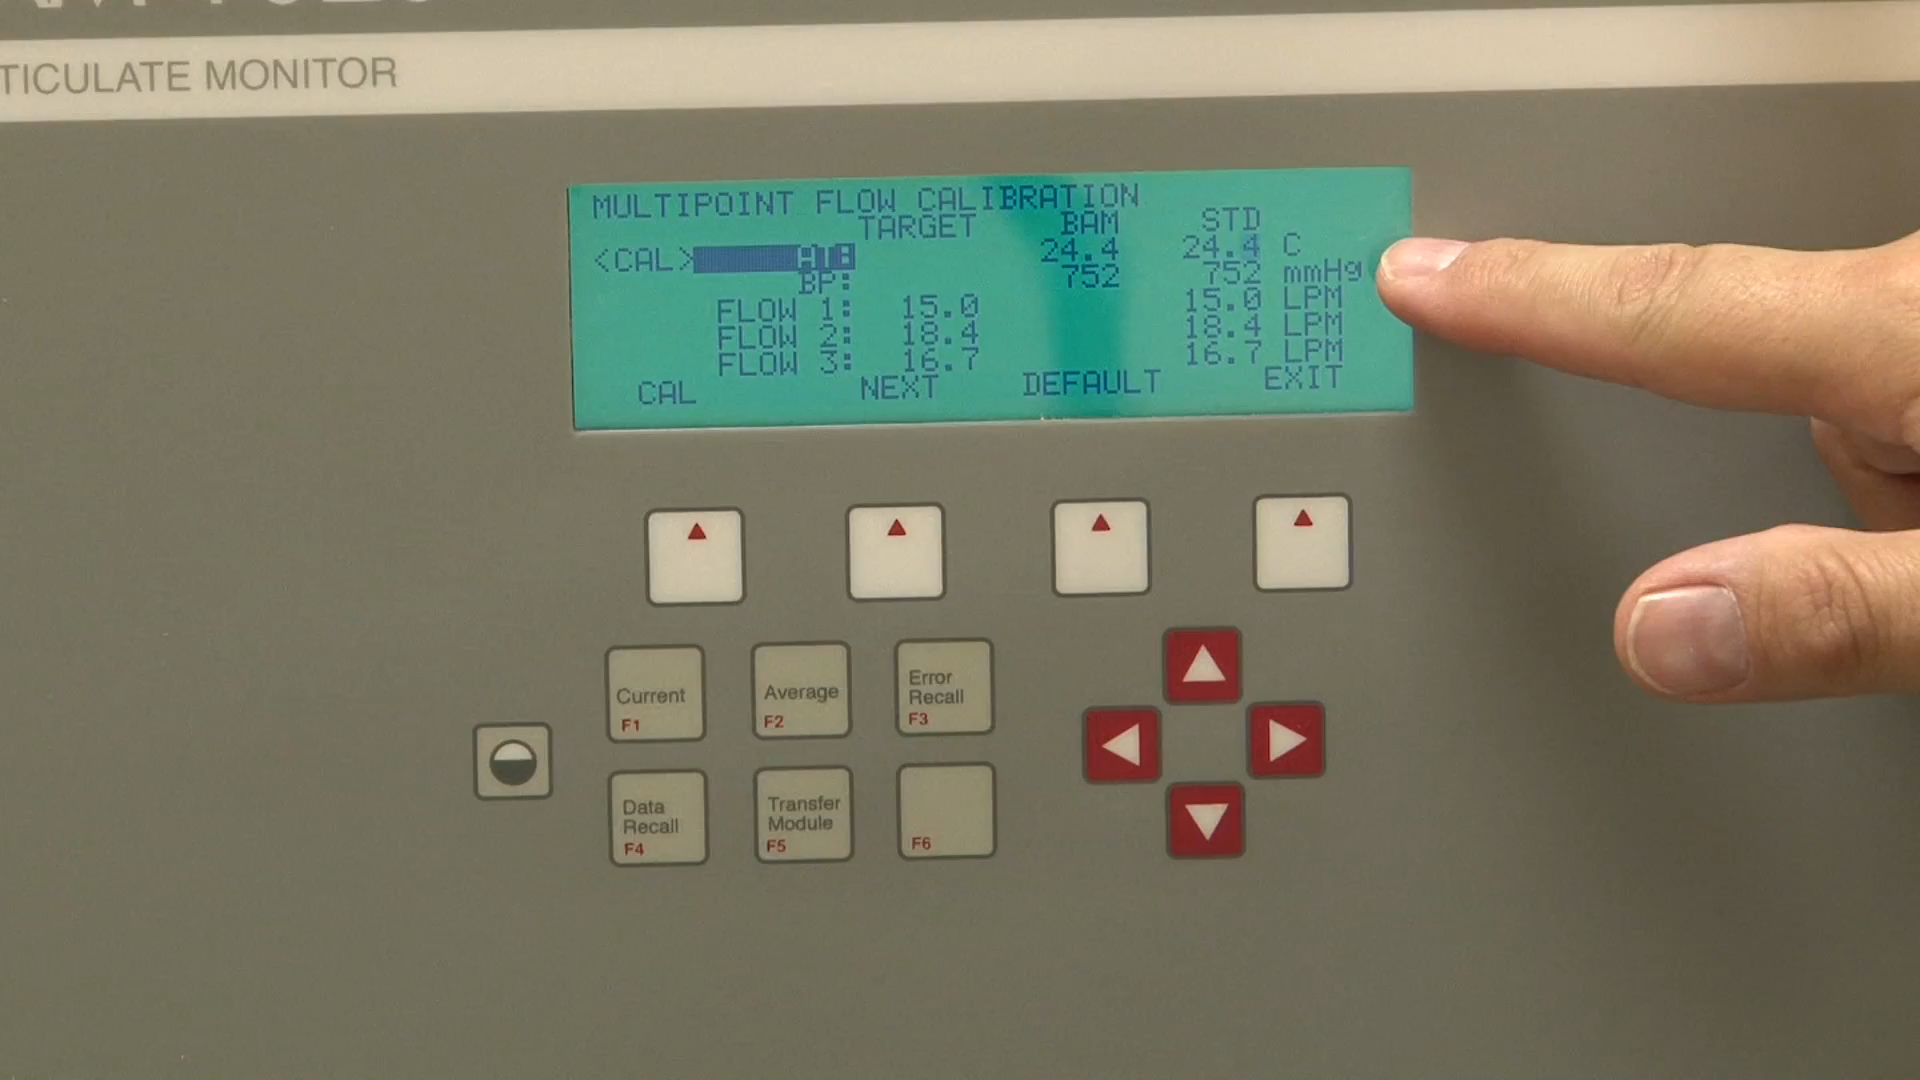 TICULATE MONITOR
MULTIPOINT FLOW CALIBRATION
TARGET BAM STD
<CAL> AT: 24.4 24.4 C
BP: 752 752 mmHg
FLOW 1: 15.0 15.0 LPM
FLOW 2: 18.4 18.4 LPM
FLOW 3: 16.7 16.7 LPM
CAL NEXT DEFAULT EXIT
Current
F1
Average
F2
Error
Recall
F3
Data
Recall
F4
Transfer
Module
F5
F6